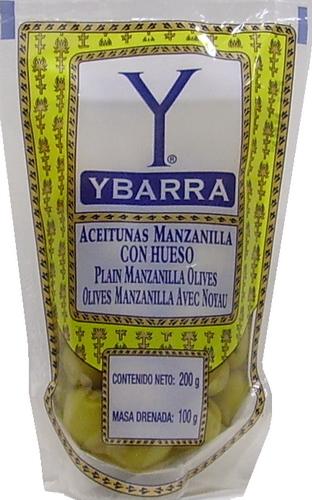 Y®
YBARRA
ACEITUNAS MANZANILLA
CON HUESO
PLAIN MANZANILLA OLIVES
OLIVES MANZANILLA AVEC NOYAU
CONTENIDO NETO: 200 g
MASA DRENADA: 100 g